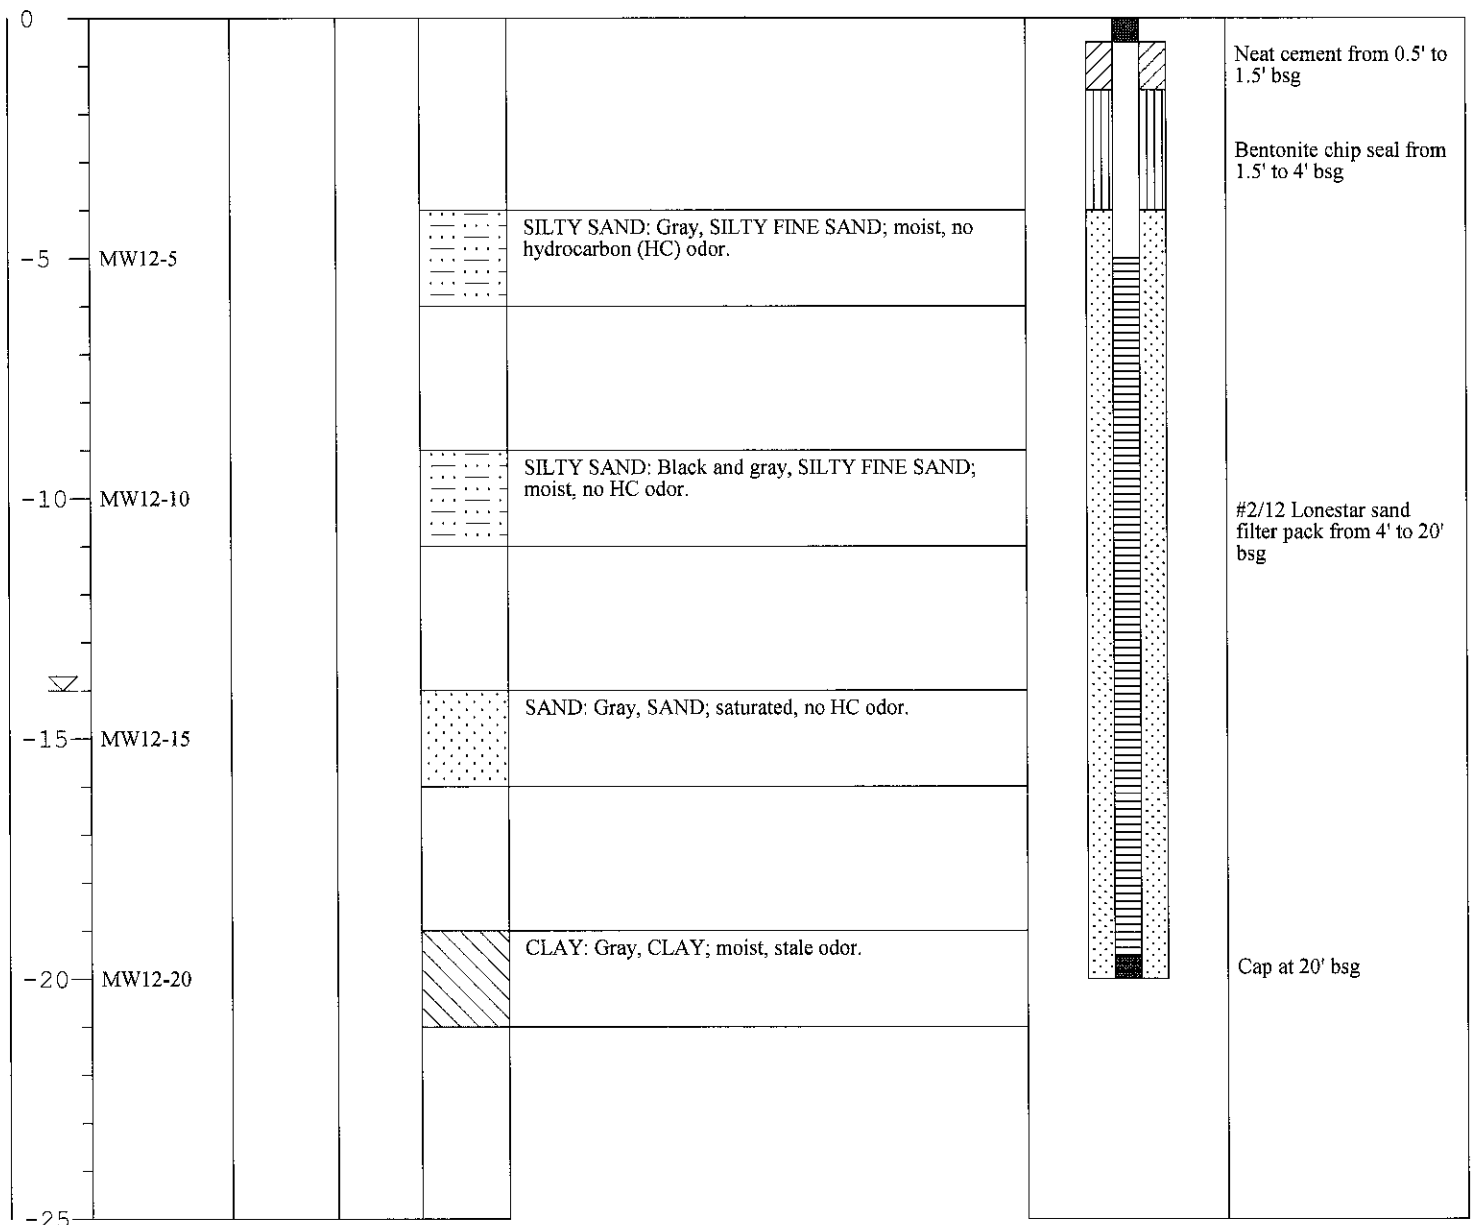 0
Neat cement from 0.5' to
1.5' bsg
Bentonite chip seal from
1.5' to 4' bsg
SILTY SAND: Gray, SILTY FINE SAND; moist, no
hydrocarbon (HC) odor.
-5
MW12-5
SILTY SAND: Black and gray, SILTY FINE SAND;
moist, no HC odor.
-10
MW12-10
#2/12 Lonestar sand
filter pack from 4' to 20'
bsg
SAND: Gray, SAND; saturated, no HC odor.
-15
MW12-15
CLAY: Gray, CLAY; moist, stale odor.
-20
MW12-20
Cap at 20' bsg
-25